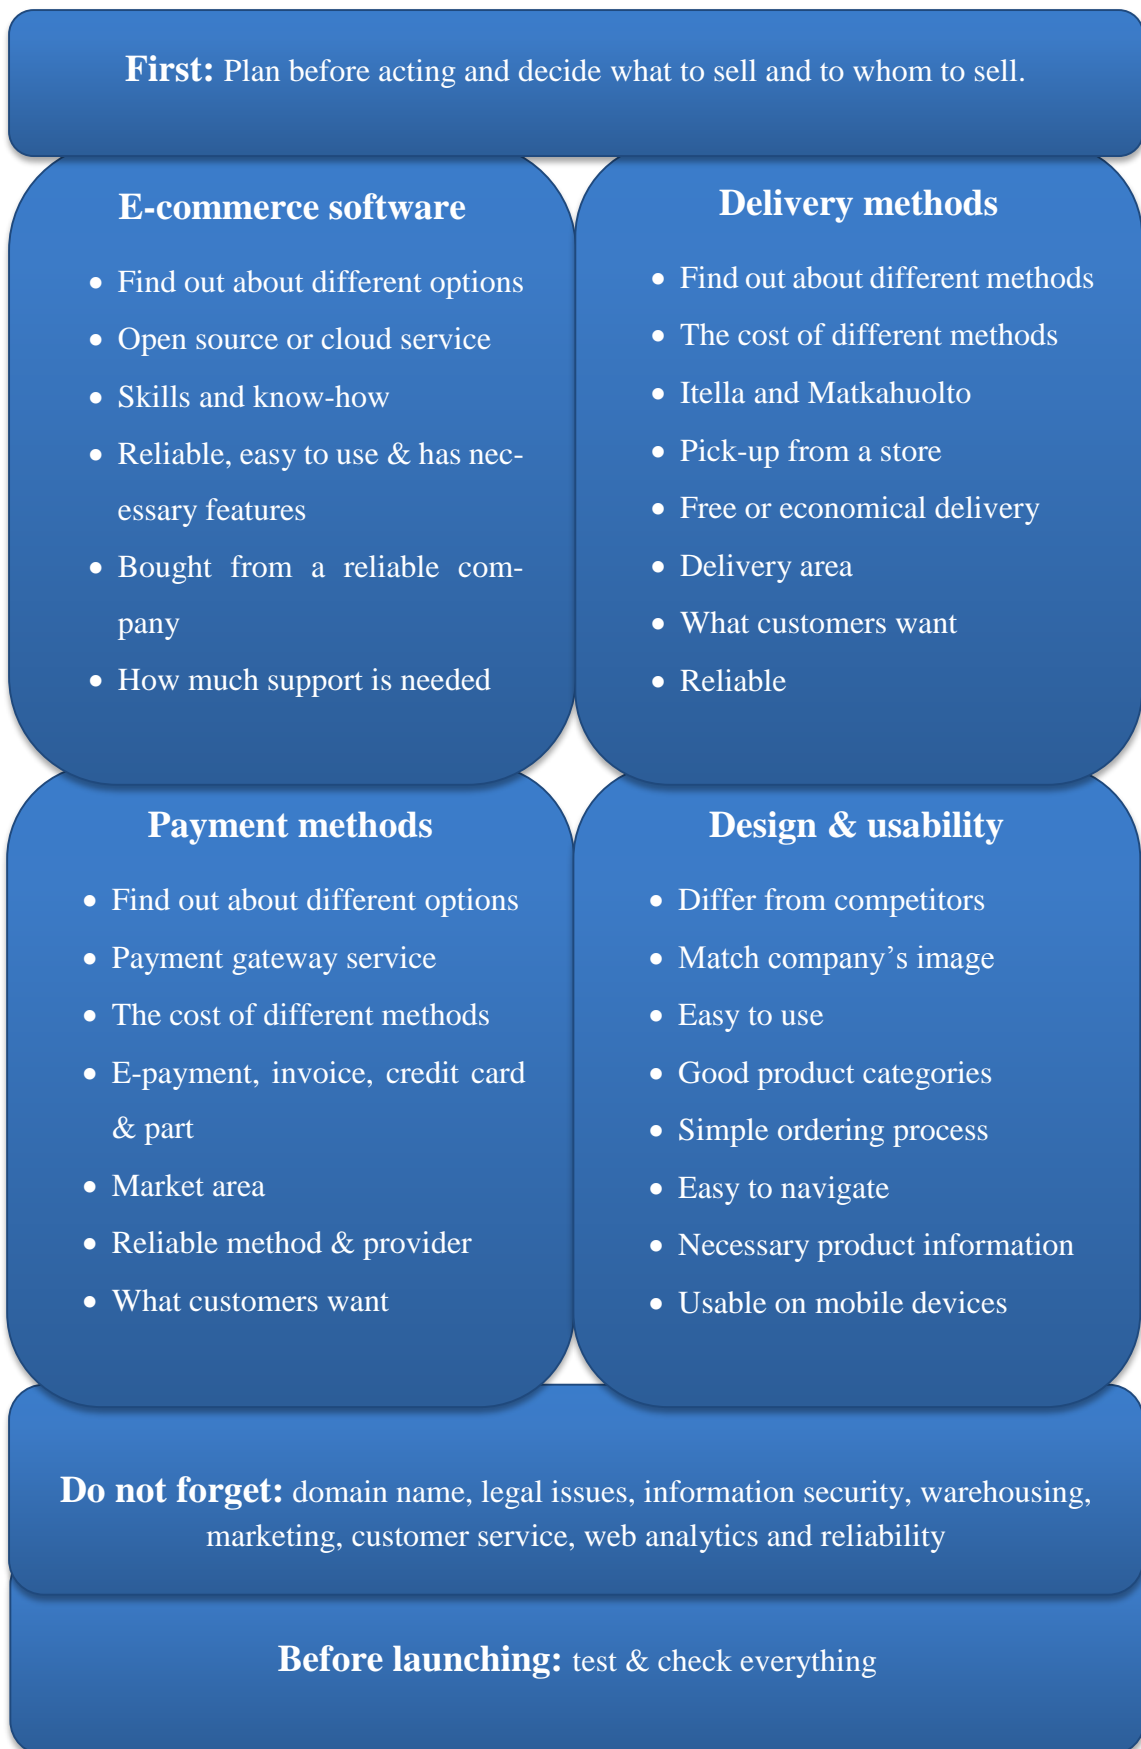 First: Plan before acting and decide what to sell and to whom to sell.
E-commerce software
• Find out about different options
• Open source or cloud service
• Skills and know-how
• Reliable, easy to use & has nec-
essary features
• Bought from a reliable com-
pany
• How much support is needed
Delivery methods
• Find out about different methods
• The cost of different methods
• Itella and Matkahuolto
• Pick-up from a store
• Free or economical delivery
• Delivery area
• What customers want
• Reliable
Payment methods
• Find out about different options
• Payment gateway service
• The cost of different methods
• E-payment, invoice, credit card
& part
• Market area
• Reliable method & provider
• What customers want
Design & usability
• Differ from competitors
• Match company’s image
• Easy to use
• Good product categories
• Simple ordering process
• Easy to navigate
• Necessary product information
• Usable on mobile devices
Do not forget: domain name, legal issues, information security, warehousing,
marketing, customer service, web analytics and reliability
Before launching: test & check everything